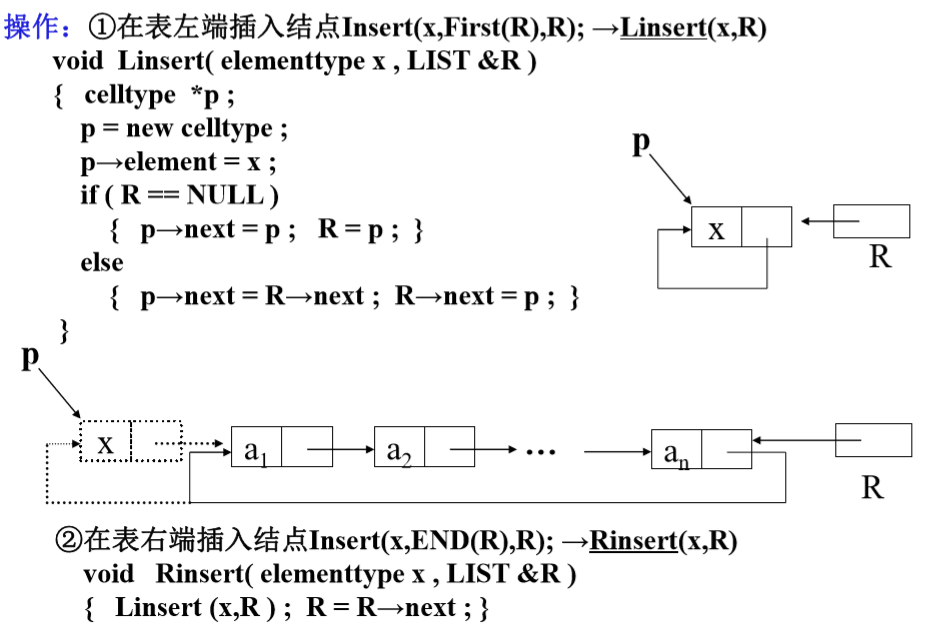 操作：①在表左端插入结点Insert(x,First(R),R); →Linsert(x,R)
void Linsert( elementtype x , LIST &R )
{ celltype *p ;
p = new celltype ;
p→element = x ;
if ( R == NULL )
{ p→next = p ; R = p ; }
else
{ p→next = R→next ; R→next = p ; }
}
p
x
R
p
x
a₁
a₂
…
aₙ
R
②在表右端插入结点Insert(x,END(R),R); →Rinsert(x,R)
void Rinsert( elementtype x , LIST &R )
{ Linsert (x,R ) ; R = R→next ; }